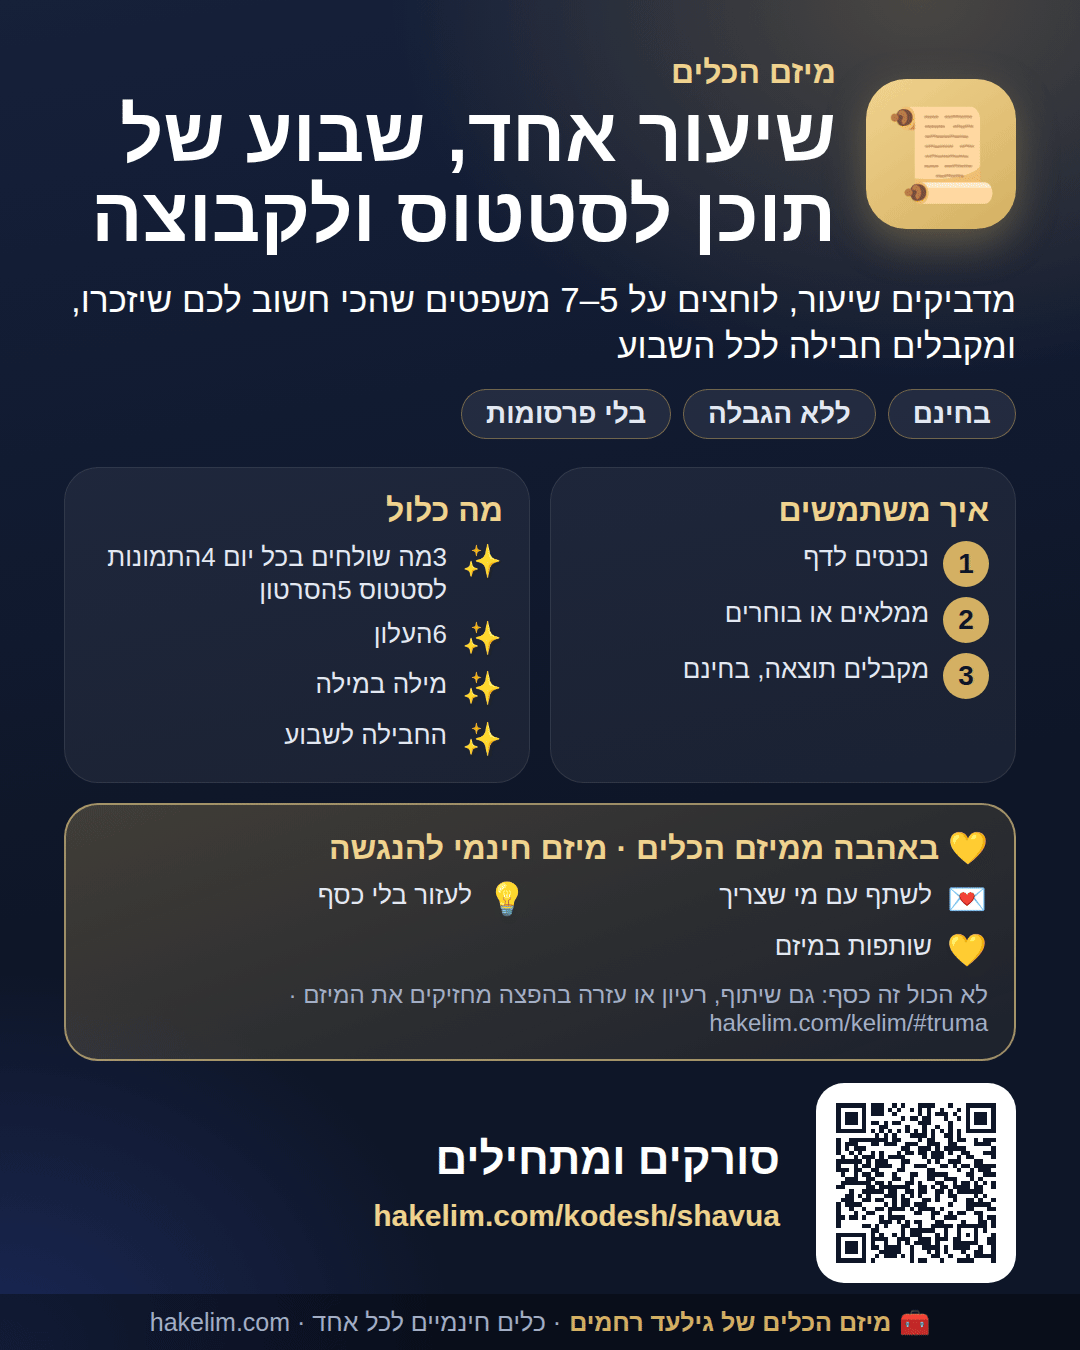 מיזם הכלים
שיעור אחד, שבוע של
תוכן לסטטוס ולקבוצה
מדביקים שיעור, לוחצים על 5–7 משפטים שהכי חשוב לכם שיזכרו,
ומקבלים חבילה לכל השבוע
בחינם
ללא הגבלה
בלי פרסומות
איך משתמשים
1 נכנסים לדף
2 ממלאים או בוחרים
3 מקבלים תוצאה, בחינם
מה כלול
3מה שולחים בכל יום 4התמונות
לסטטוס 5הסרטון
6העלון
מילה במילה
החבילה לשבוע
באהבה ממיזם הכלים · מיזם חינמי להנגשה
לשתף עם מי שצריך
לעזור בלי כסף
שותפות במיזם
לא הכול זה כסף: גם שיתוף, רעיון או עזרה בהפצה מחזיקים את המיזם ·
hakelim.com/kelim/#truma
סורקים ומתחילים
hakelim.com/kodesh/shavua
מיזם הכלים של גילעד רחמים · כלים חינמיים לכל אחד · hakelim.com